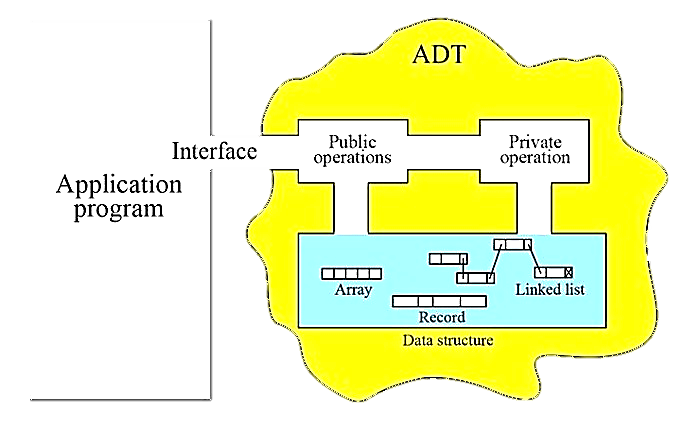 ADT
Public
operations
Private
operation
Interface
Application
program
Array
Linked list
Record
Data structure